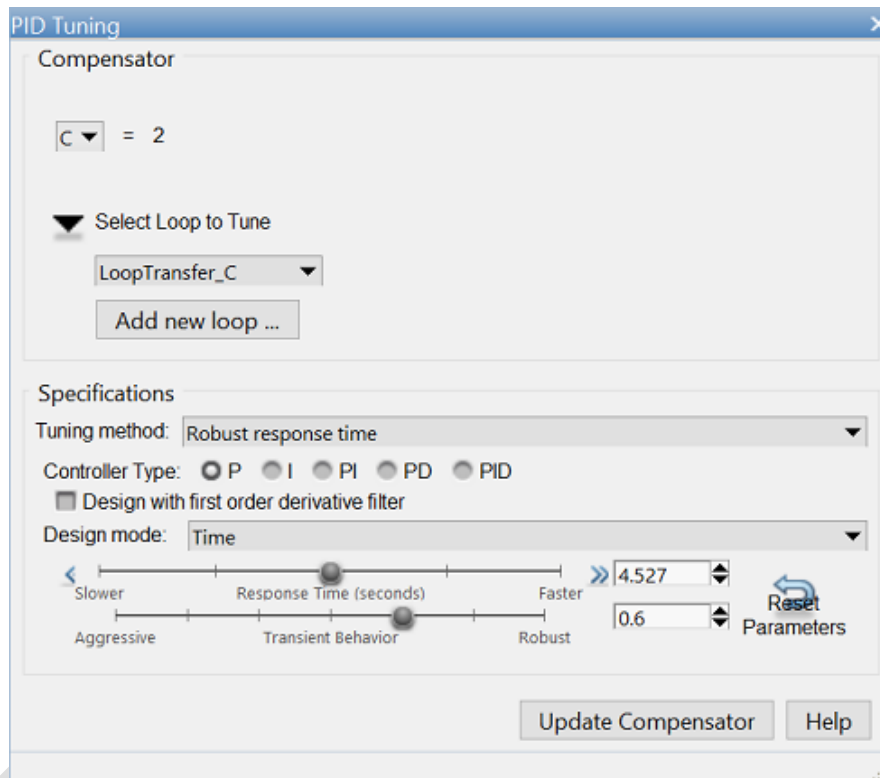 PID Tuning
Compensator
C = 2
Select Loop to Tune
LoopTransfer_C
Add new loop ...
Specifications
Tuning method: Robust response time
Controller Type: P I PI PD PID
Design with first order derivative filter
Design mode: Time
4.527
Slower Response Time (seconds) Faster
0.6
Aggressive Transient Behavior Robust
Reset
Parameters
Update Compensator Help